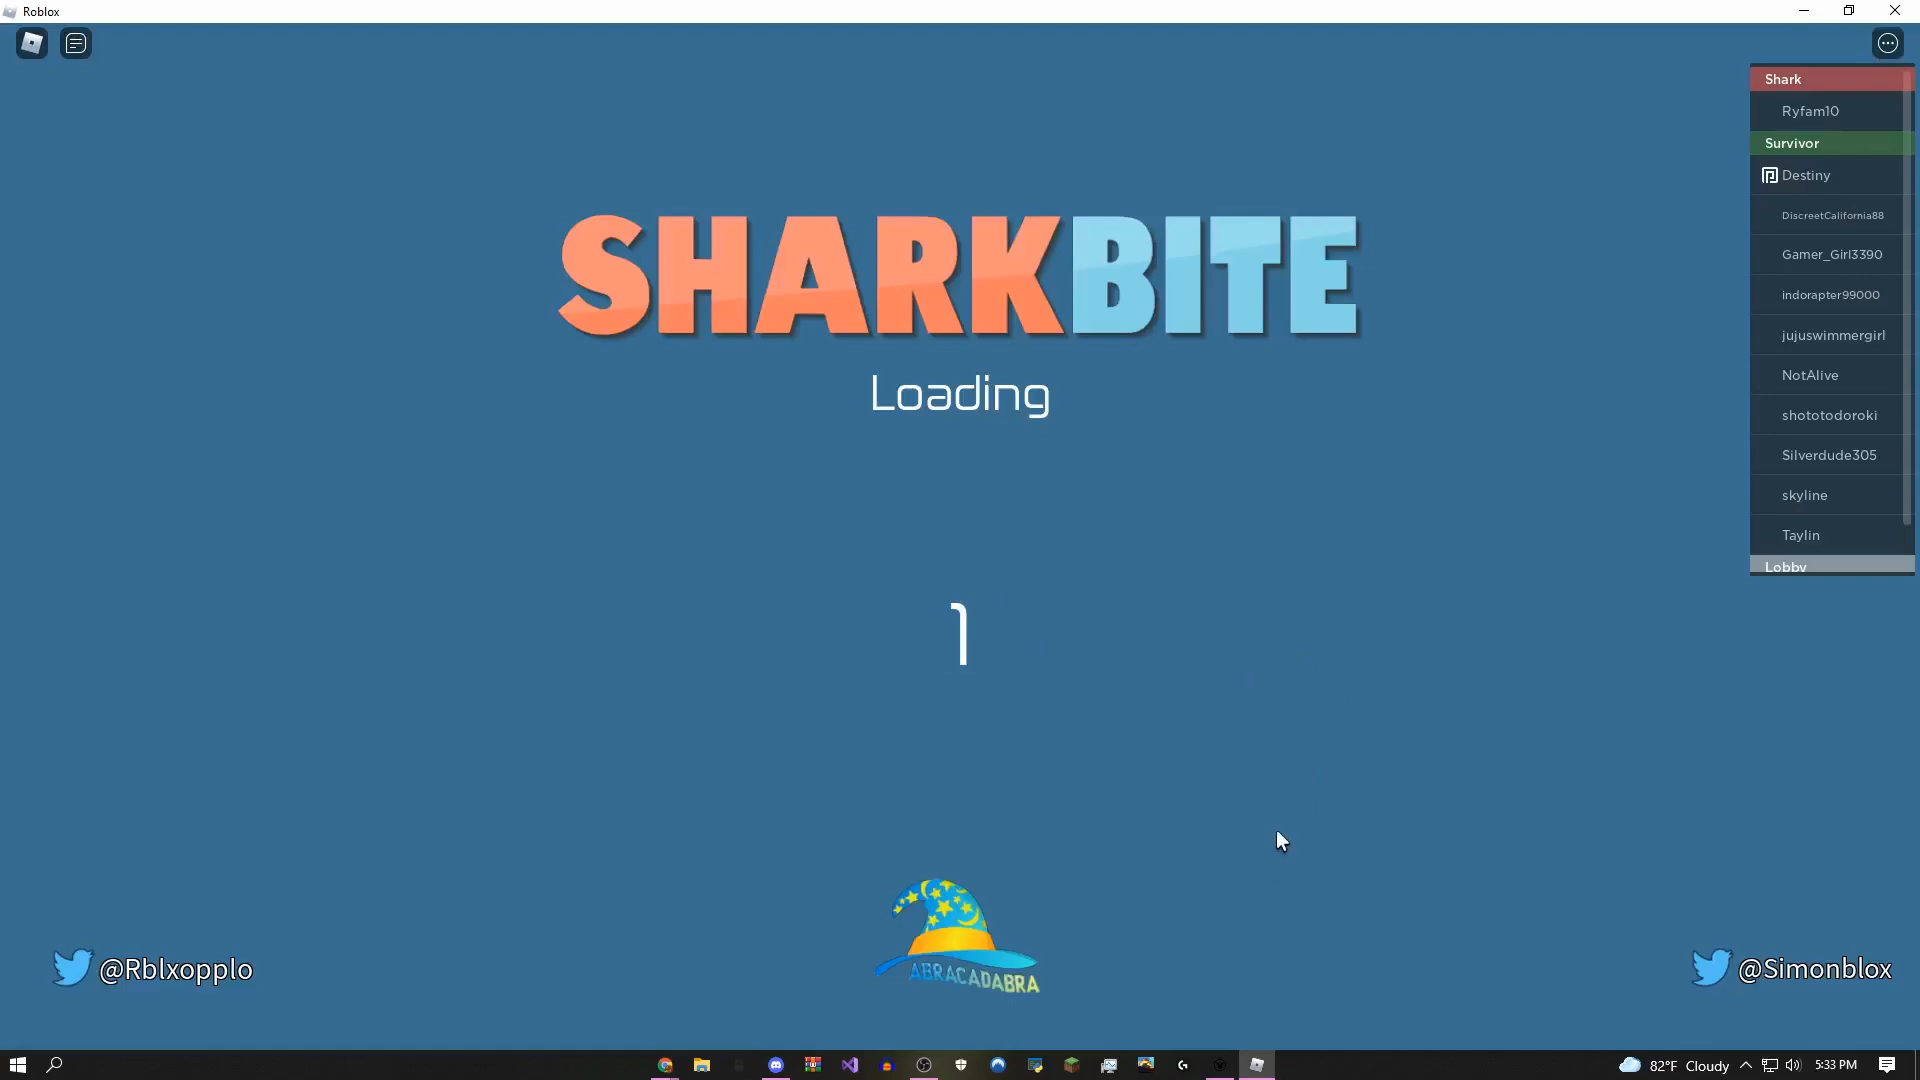 Roblox
Shark
Ryfam10
Survivor
Destiny
DiscreetCalifornia88
Gamer_Girl3390
indorapter99000
jujuswimmergirl
NotAlive
shototodoroki
Silverdude305
skyline
Taylin
Lobby
SHARKBITE
Loading
1
ABRACADABRA
@Rblxopplo
@Simonblox
82°F Cloudy
5:33 PM